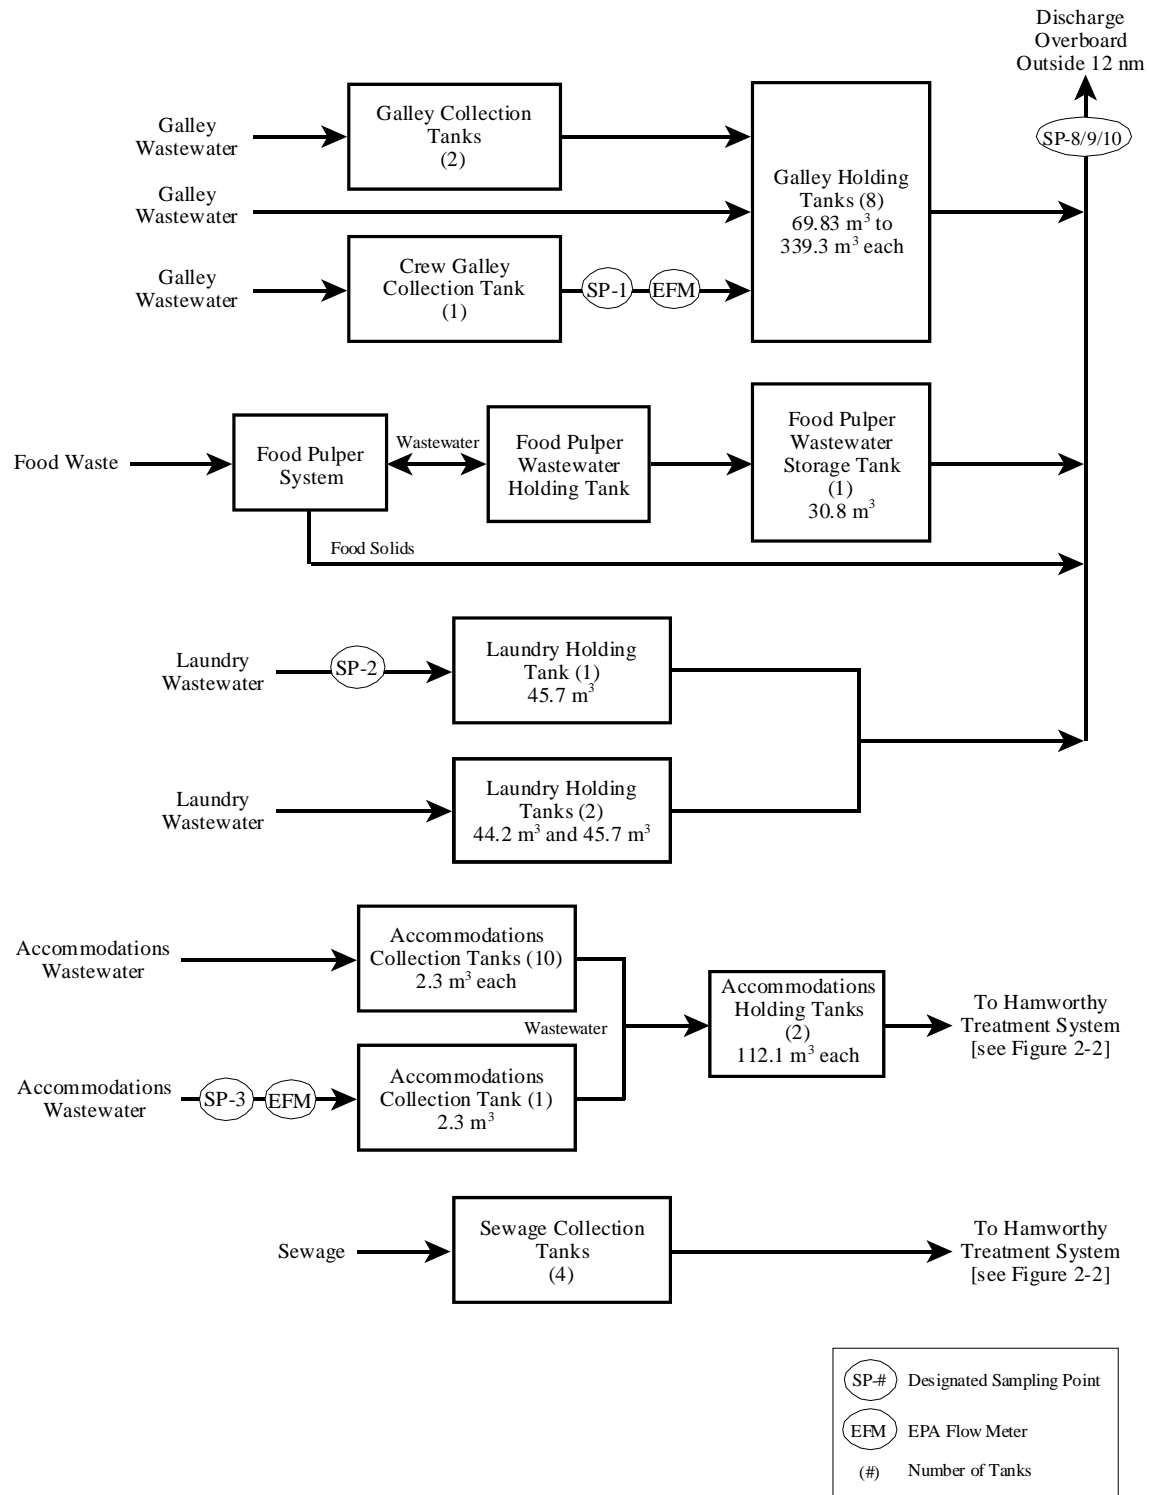 Discharge
Overboard
Outside 12 nm
SP-8/9/10
Galley
Wastewater
Galley Collection
Tanks
(2)
Galley
Wastewater
Galley Holding
Tanks (8)
69.83 m³ to
339.3 m³ each
Galley
Wastewater
Crew Galley
Collection Tank
(1)
SP-1
EFM
Food Waste
Food Pulper
System
Wastewater
Food Pulper
Wastewater
Holding Tank
Food Pulper
Wastewater
Storage Tank
(1)
30.8 m³
Food Solids
Laundry
Wastewater
SP-2
Laundry Holding
Tank (1)
45.7 m³
Laundry
Wastewater
Laundry Holding
Tanks (2)
44.2 m³ and 45.7 m³
Accommodations
Wastewater
Accommodations
Collection Tanks (10)
2.3 m³ each
Wastewater
Accommodations
Holding Tanks
(2)
112.1 m³ each
To Hamworthy
Treatment System
[see Figure 2-2]
Accommodations
Wastewater
SP-3
EFM
Accommodations
Collection Tank (1)
2.3 m³
Sewage
Sewage Collection
Tanks
(4)
To Hamworthy
Treatment System
[see Figure 2-2]
SP-# Designated Sampling Point
EFM EPA Flow Meter
(#) Number of Tanks